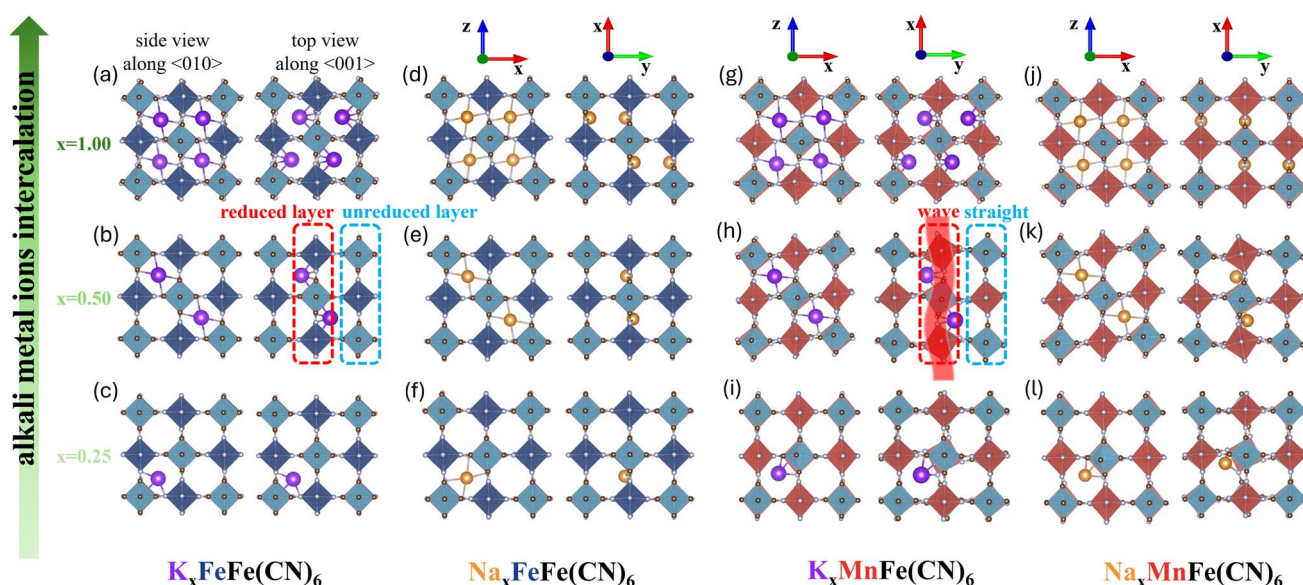 alkali metal ions intercalation
side view
along <010>
top view
along <001>
z
x
x
y
z
x
x
y
(a)
(d)
(g)
(j)
x=1.00
reduced layer
unreduced layer
wave
straight
(b)
(e)
(h)
(k)
x=0.50
(c)
(f)
(i)
(l)
x=0.25
KxFeFe(CN)6
NaxFeFe(CN)6
KxMnFe(CN)6
NaxMnFe(CN)6